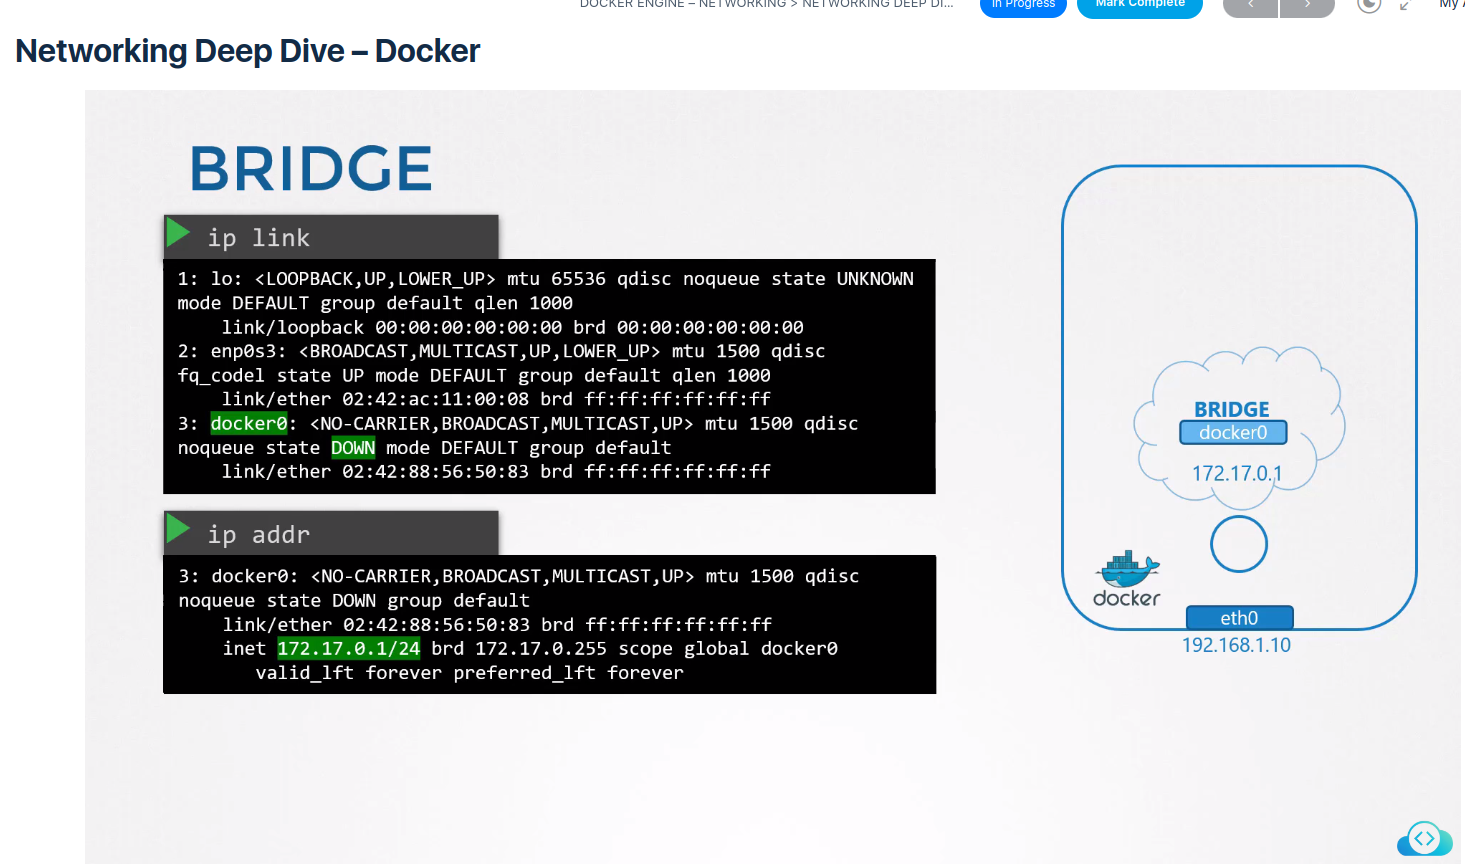 DOCKER ENGINE – NETWORKING > NETWORKING DEEP DI...
In Progress
Mark Complete
My
Networking Deep Dive – Docker
BRIDGE
ip link
1: lo: <LOOPBACK,UP,LOWER_UP> mtu 65536 qdisc noqueue state UNKNOWN
mode DEFAULT group default qlen 1000
link/loopback 00:00:00:00:00:00 brd 00:00:00:00:00:00
2: enp0s3: <BROADCAST,MULTICAST,UP,LOWER_UP> mtu 1500 qdisc
fq_codel state UP mode DEFAULT group default qlen 1000
link/ether 02:42:ac:11:00:08 brd ff:ff:ff:ff:ff:ff
3: docker0: <NO-CARRIER,BROADCAST,MULTICAST,UP> mtu 1500 qdisc
noqueue state DOWN mode DEFAULT group default
link/ether 02:42:88:56:50:83 brd ff:ff:ff:ff:ff:ff
ip addr
3: docker0: <NO-CARRIER,BROADCAST,MULTICAST,UP> mtu 1500 qdisc
noqueue state DOWN group default
link/ether 02:42:88:56:50:83 brd ff:ff:ff:ff:ff:ff
inet 172.17.0.1/24 brd 172.17.0.255 scope global docker0
valid_lft forever preferred_lft forever
BRIDGE
docker0
172.17.0.1
docker
eth0
192.168.1.10